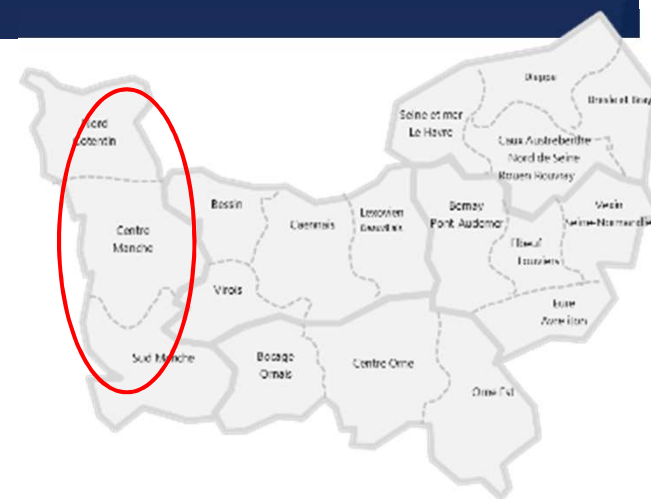 Nord
Cotentin
Centre
Manche
Sud Manche
Bessin
Virois
Caennais
Lexovien
Bocage
Ornais
Centre Orne
Orne Est
Seine et mer
Le Havre
Dieppe
Bresle et Bray
Caux Austreberthe
Nord de Seine
Rouen Rouvray
Bernay
Pont Audemer
Elbeuf
Louviers
Vexin
Seine-Normandie
Eure